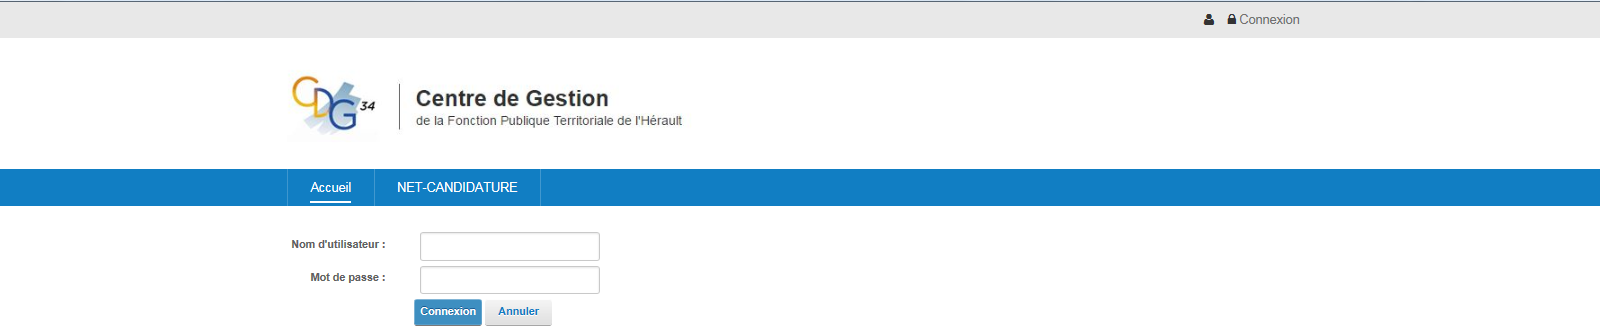 Connexion
CDG 34
Centre de Gestion
de la Fonction Publique Territoriale de l'Hérault
Accueil NET-CANDIDATURE
Nom d'utilisateur :
Mot de passe :
Connexion Annuler